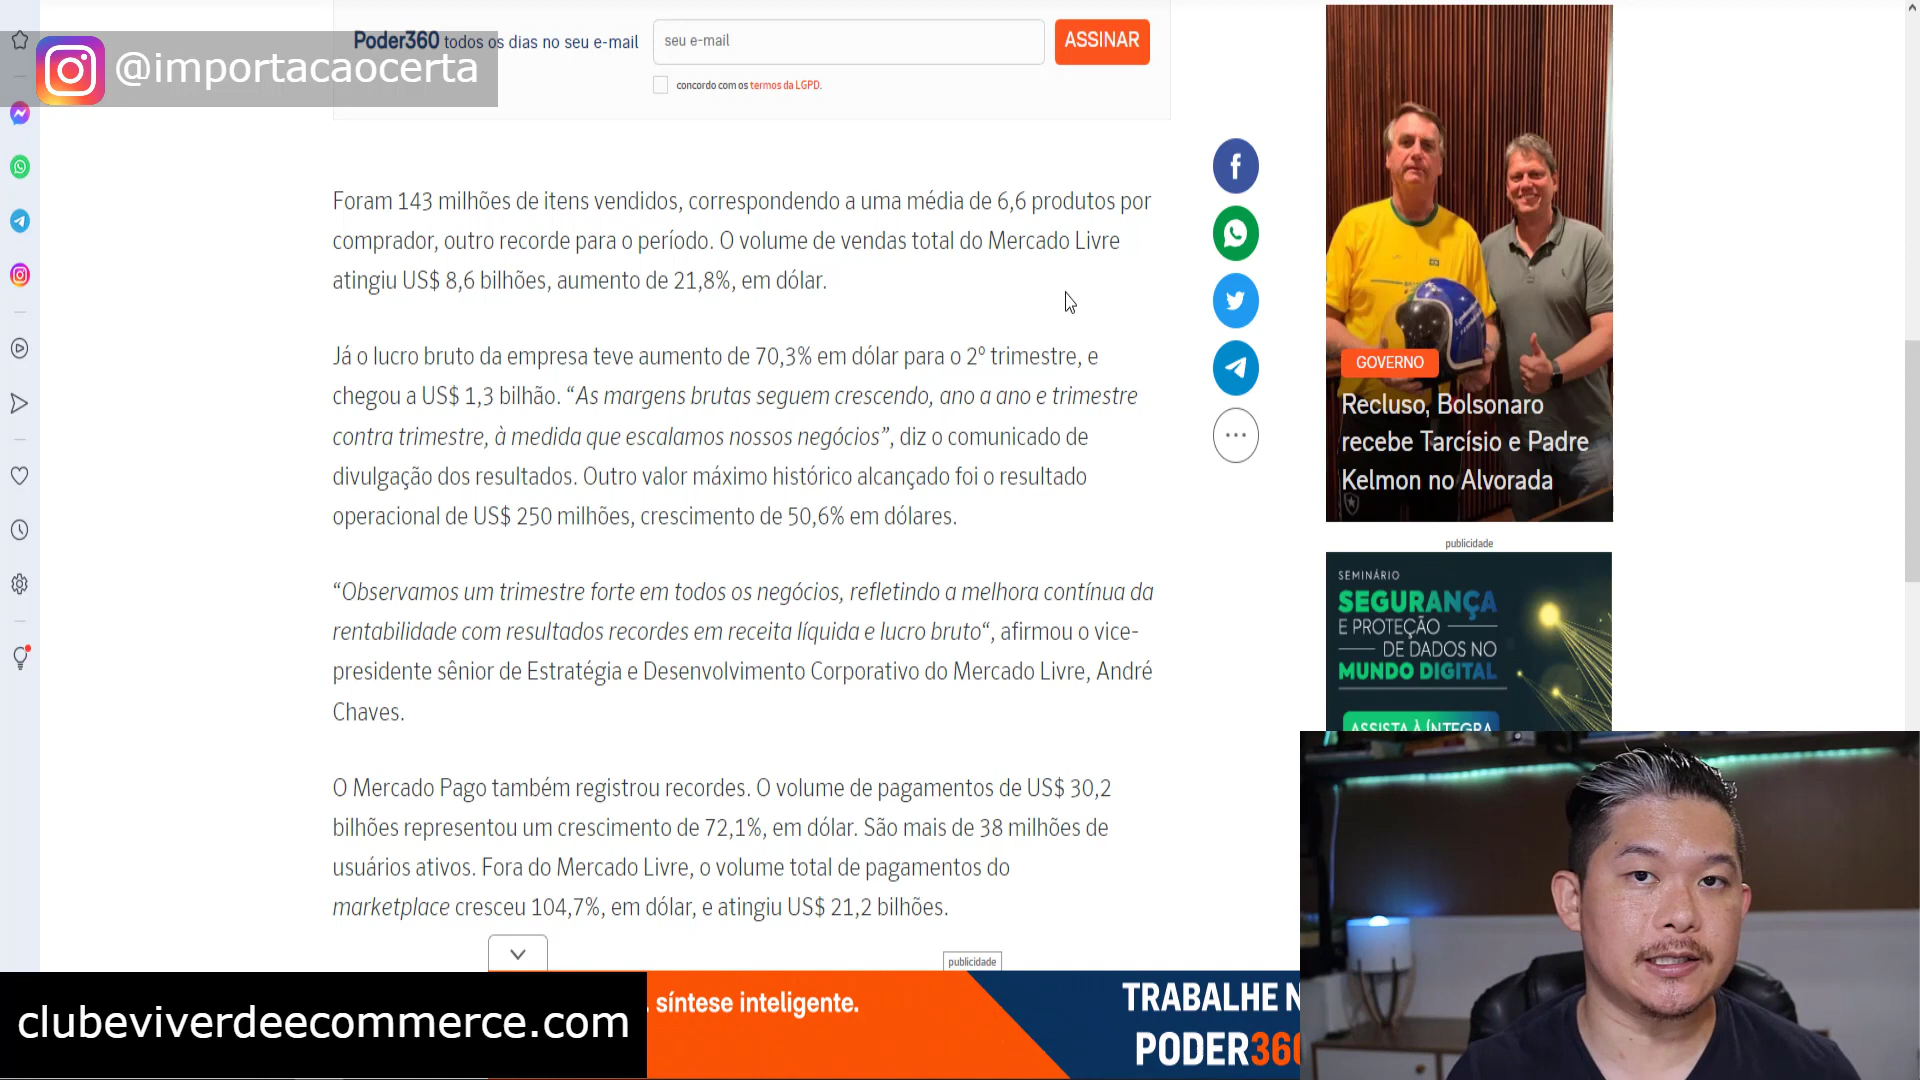 Poder360 todos os dias no seu e-mail
seu e-mail
ASSINAR
concordo com os termos da LGPD.
@importacaocerta
Foram 143 milhões de itens vendidos, correspondendo a uma média de 6,6 produtos por
comprador, outro recorde para o período. O volume de vendas total do Mercado Livre
atingiu US$ 8,6 bilhões, aumento de 21,8%, em dólar.
Já o lucro bruto da empresa teve aumento de 70,3% em dólar para o 2º trimestre, e
chegou a US$ 1,3 bilhão. “As margens brutas seguem crescendo, ano a ano e trimestre
contra trimestre, à medida que escalamos nossos negócios”, diz o comunicado de
divulgação dos resultados. Outro valor máximo histórico alcançado foi o resultado
operacional de US$ 250 milhões, crescimento de 50,6% em dólares.
“Observamos um trimestre forte em todos os negócios, refletindo a melhora contínua da
rentabilidade com resultados recordes em receita líquida e lucro bruto“, afirmou o vice-
presidente sênior de Estratégia e Desenvolvimento Corporativo do Mercado Livre, André
Chaves.
O Mercado Pago também registrou recordes. O volume de pagamentos de US$ 30,2
bilhões representou um crescimento de 72,1%, em dólar. São mais de 38 milhões de
usuários ativos. Fora do Mercado Livre, o volume total de pagamentos do
marketplace cresceu 104,7%, em dólar, e atingiu US$ 21,2 bilhões.
GOVERNO
Recluso, Bolsonaro
recebe Tarcísio e Padre
Kelmon no Alvorada
publicidade
SEMINÁRIO
SEGURANÇA
E PROTEÇÃO
DE DADOS NO
MUNDO DIGITAL
ASSISTA À ÍNTEGRA
publicidade
síntese inteligente.
TRABALHE N
PODER360
clubeviverdeecommerce.com